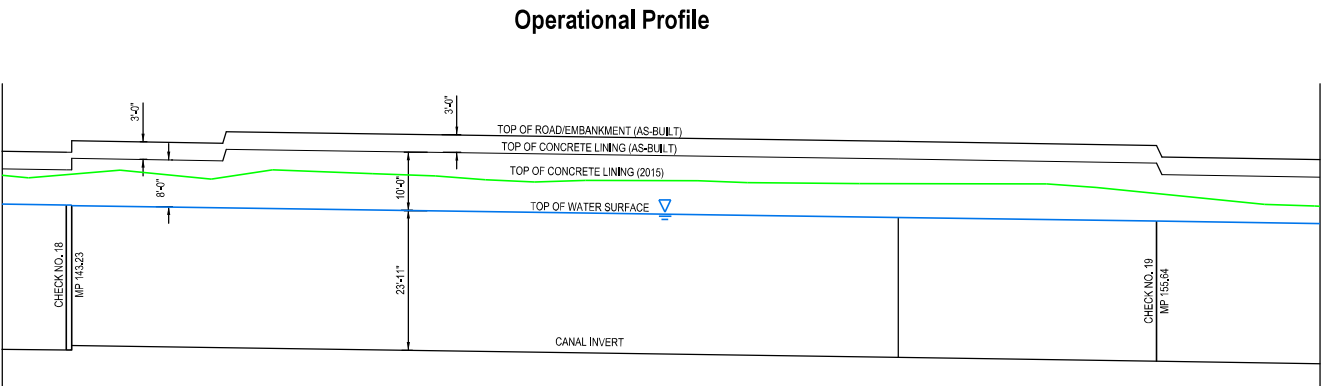 Operational Profile
3'-0"
3'-0"
TOP OF ROAD/EMBANKMENT (AS-BUILT)
TOP OF CONCRETE LINING (AS-BUILT)
TOP OF CONCRETE LINING (2015)
8'-0"
10'-0"
TOP OF WATER SURFACE
CHECK NO. 18
MP 143.23
23'-11"
CHECK NO. 19
MP 155.64
CANAL INVERT